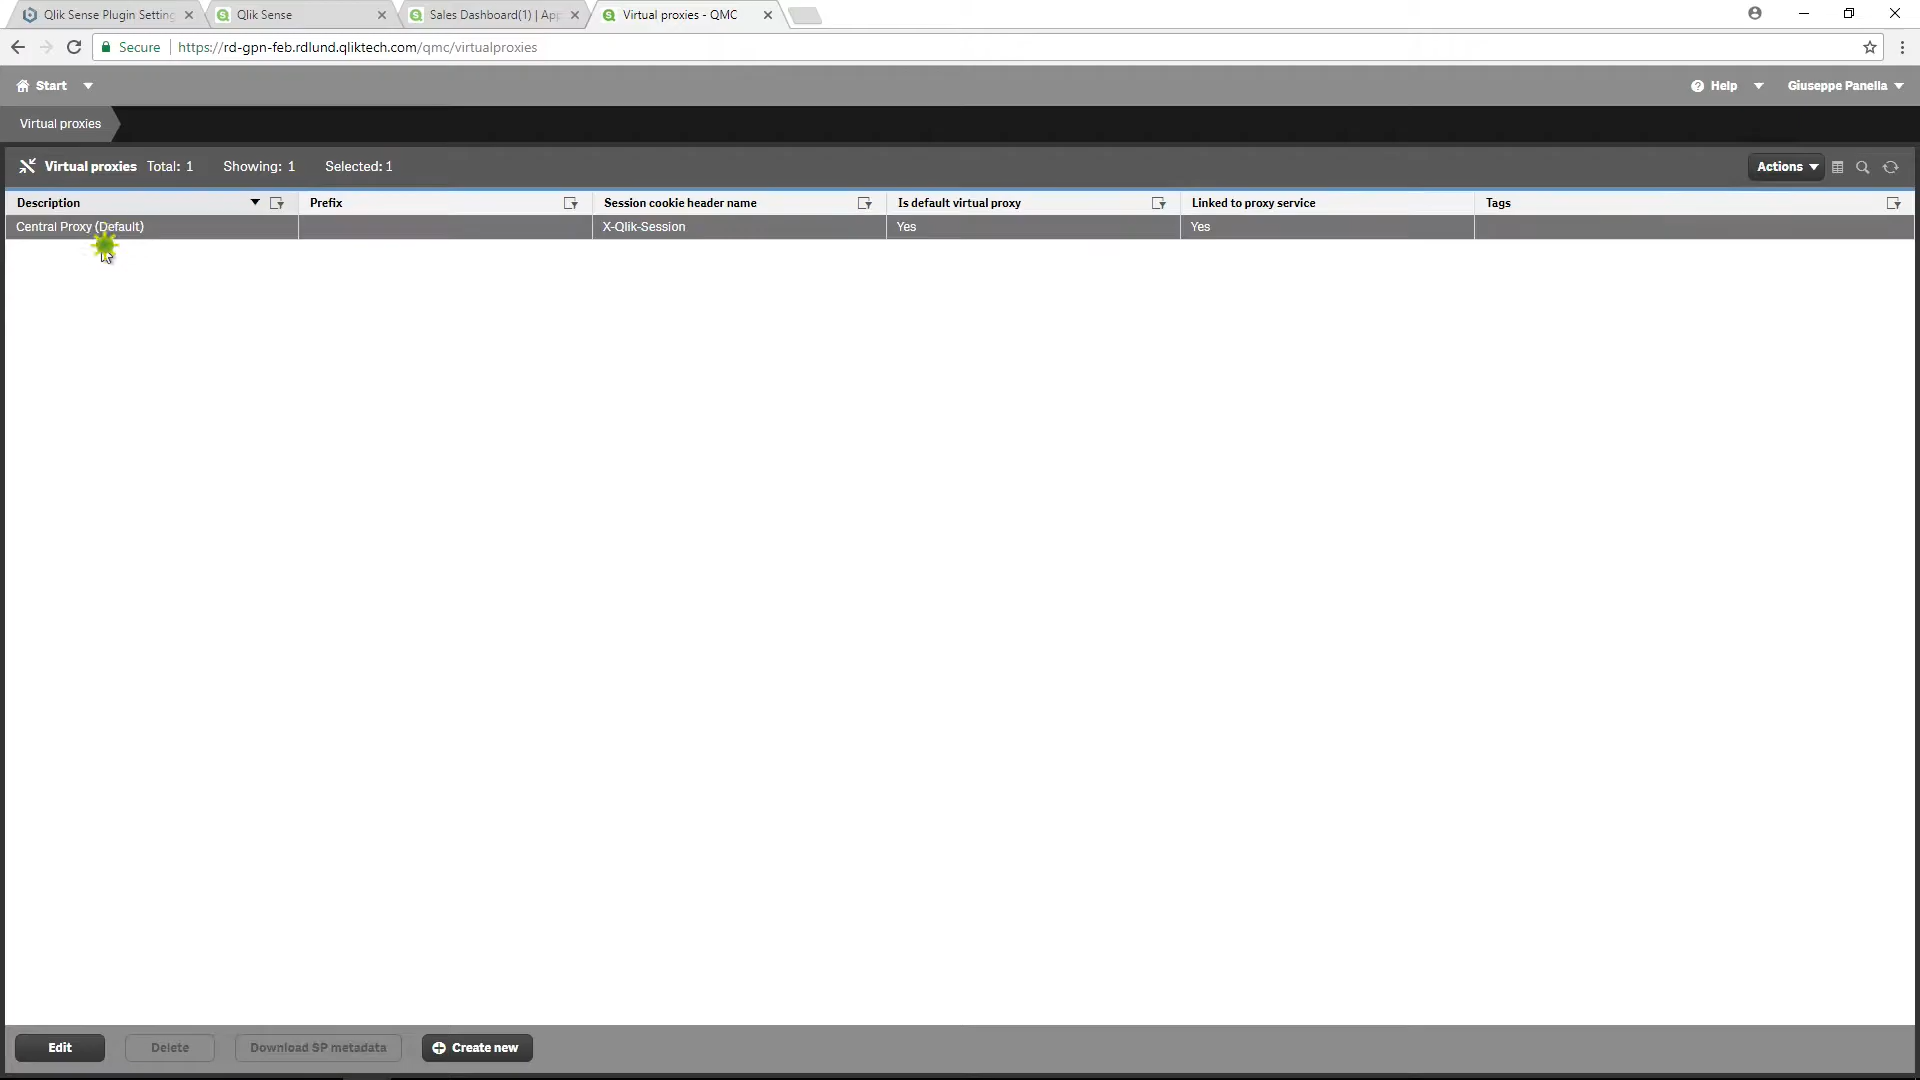 Qlik Sense Plugin Setting
Qlik Sense
Sales Dashboard(1) | App
Virtual proxies - QMC
Secure
https://rd-gpn-feb.rdlund.qliktech.com/qmc/virtualproxies
Start
Help
Giuseppe Panella
Virtual proxies
Virtual proxies Total: 1 Showing: 1 Selected: 1
Actions
Description Prefix Session cookie header name Is default virtual proxy Linked to proxy service Tags
Central Proxy (Default) X-Qlik-Session Yes Yes
Edit Delete Download SP metadata Create new